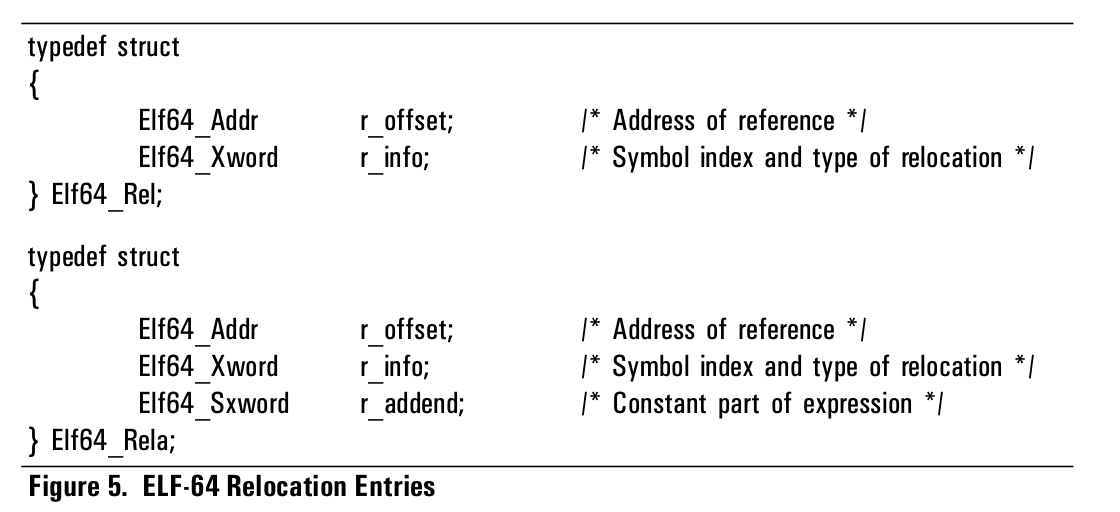 typedef struct
{
Elf64_Addr r_offset; /* Address of reference */
Elf64_Xword r_info; /* Symbol index and type of relocation */
} Elf64_Rel;
typedef struct
{
Elf64_Addr r_offset; /* Address of reference */
Elf64_Xword r_info; /* Symbol index and type of relocation */
Elf64_Sxword r_addend; /* Constant part of expression */
} Elf64_Rela;
Figure 5. ELF-64 Relocation Entries